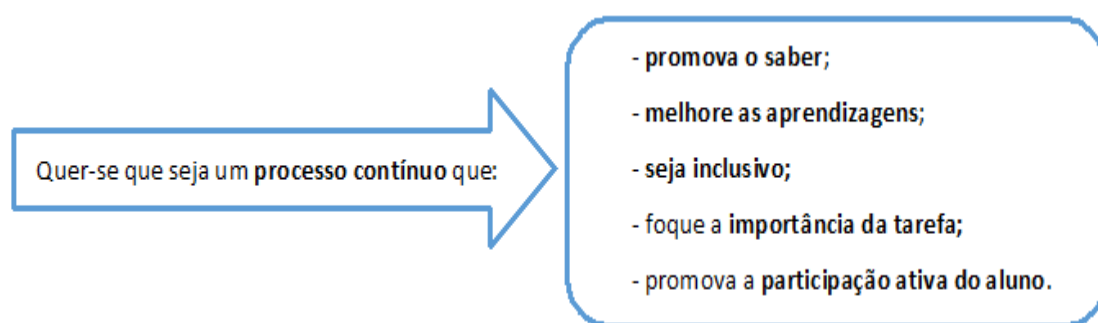 Quer-se que seja um processo contínuo que:
- promova o saber;
- melhore as aprendizagens;
- seja inclusivo;
- foque a importância da tarefa;
- promova a participação ativa do aluno.